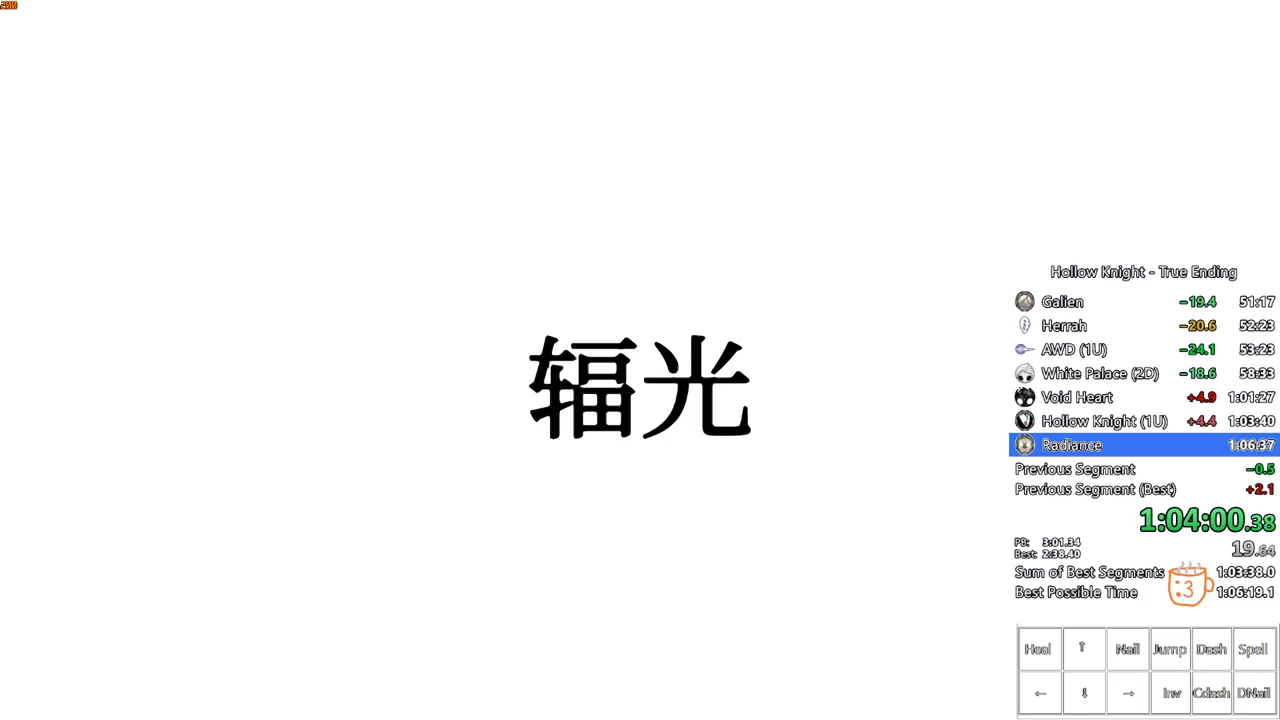 辐光
Hollow Knight - True Ending
Galien −19.4 51:17
Herrah −20.6 52:23
AWD (1U) −24.1 53:23
White Palace (2D) −18.6 58:33
Void Heart +4.9 1:01:27
Hollow Knight (1U) +4.4 1:03:40
Radiance 1:06:37
Previous Segment −0.5
Previous Segment (Best) +2.1
1:04:00.38
PB: 3:01.34
Best: 2:38.40
19.64
Sum of Best Segments 1:03:38.0
Best Possible Time 1:06:19.1
Heal ↑ Nail Jump Dash Spell
← ↓ → Inv Cdash DNail